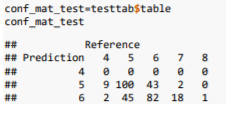 conf_mat_test=testtab$table
conf_mat_test
##           Reference
## Prediction   4   5   6   7   8
##          4   0   0   0   0   0
##          5   9 100  43   2   0
##          6   2  45  82  18   1